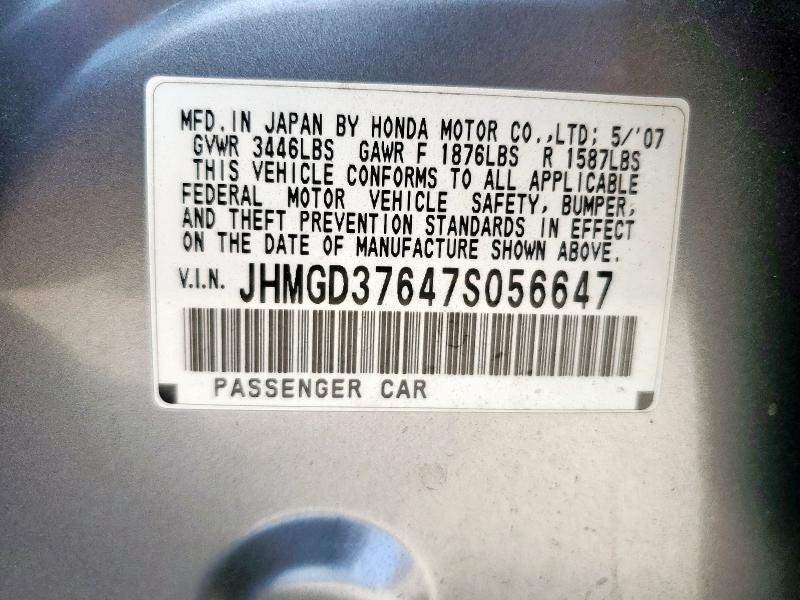 MFD. IN JAPAN BY HONDA MOTOR CO.,LTD; 5/'07
GVWR 3446LBS GAWR F 1876LBS R 1587LBS
THIS VEHICLE CONFORMS TO ALL APPLICABLE
FEDERAL MOTOR VEHICLE SAFETY, BUMPER,
AND THEFT PREVENTION STANDARDS IN EFFECT
ON THE DATE OF MANUFACTURE SHOWN ABOVE.
V.I.N. JHMGD37647S056647
PASSENGER CAR